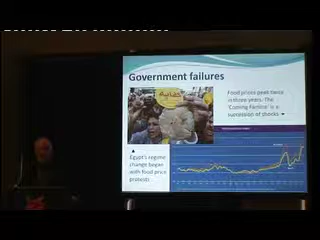 Government failures
كفاية
Food prices peak twice
in three years. The
'Coming Famine' is a
succession of shocks
Egypt's regime
change began
with food price
protests